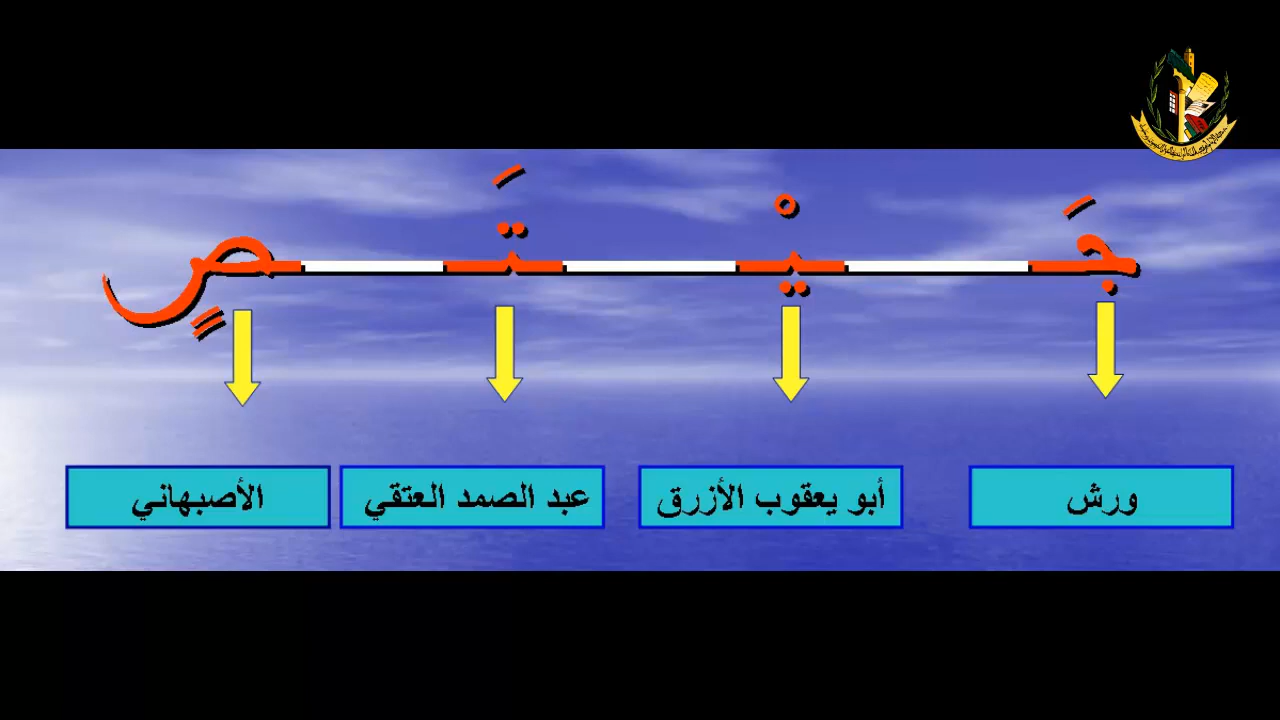 جَـيْـتَـصٍ
ورش
أبو يعقوب الأزرق
عبد الصمد العتقي
الأصبهاني